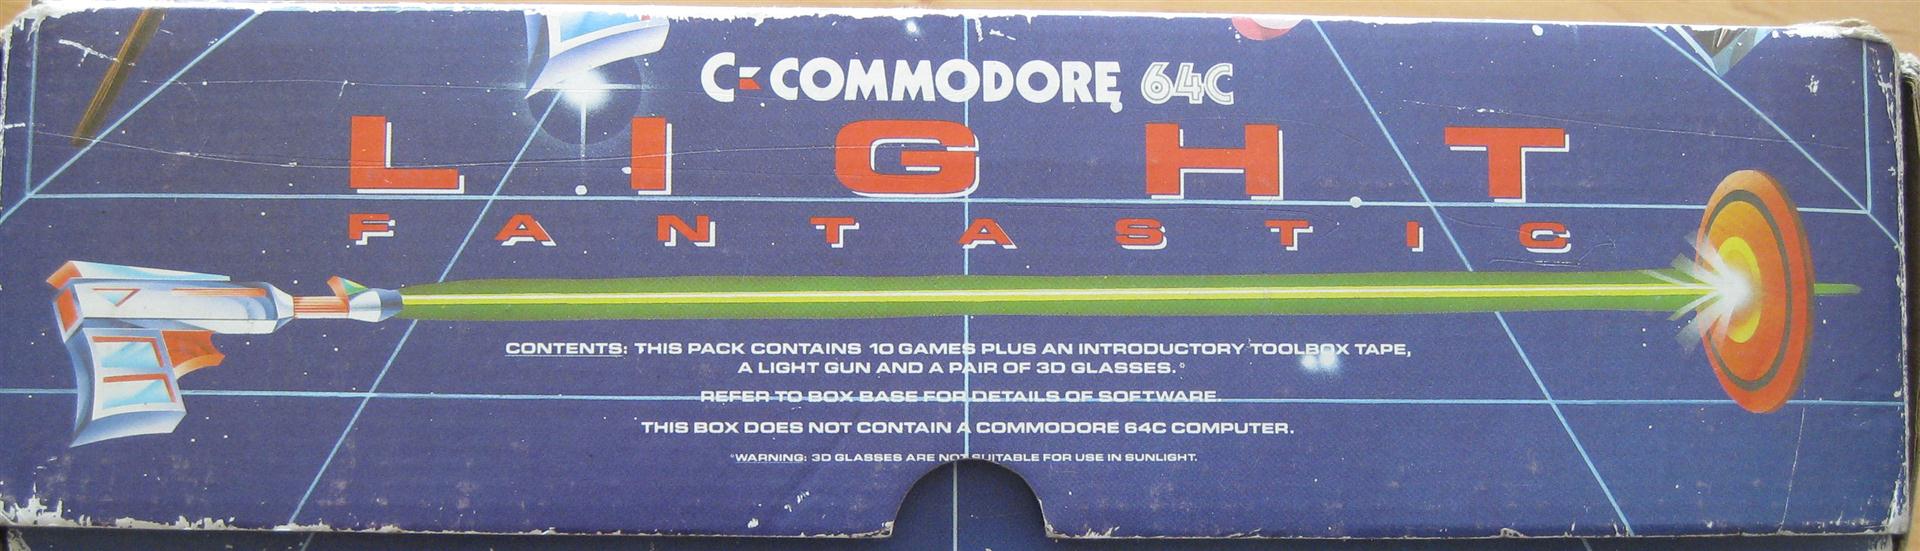 C= COMMODORE 64C
LIGHT
FANTASTIC
CONTENTS: THIS PACK CONTAINS 10 GAMES PLUS AN INTRODUCTORY TOOLBOX TAPE,
A LIGHT GUN AND A PAIR OF 3D GLASSES.°
REFER TO BOX BASE FOR DETAILS OF SOFTWARE.
THIS BOX DOES NOT CONTAIN A COMMODORE 64C COMPUTER.
°WARNING: 3D GLASSES ARE NOT SUITABLE FOR USE IN SUNLIGHT.